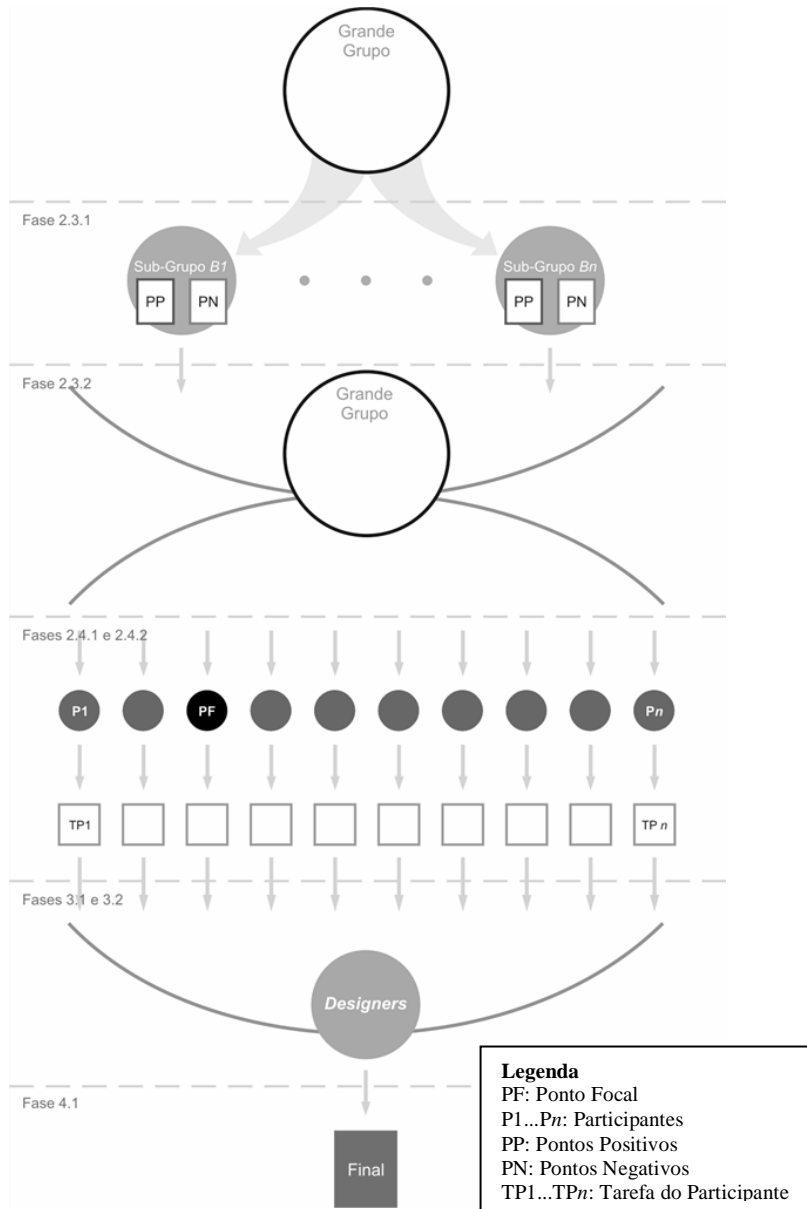 Grande
Grupo
Fase 2.3.1
Sub-Grupo B1
Sub-Grupo Bn
PP
PN
PP
PN
Fase 2.3.2
Grande
Grupo
Fases 2.4.1 e 2.4.2
P1
PF
Pn
TP1
TP n
Fases 3.1 e 3.2
Designers
Fase 4.1
Final
Legenda
PF: Ponto Focal
P1...Pn: Participantes
PP: Pontos Positivos
PN: Pontos Negativos
TP1...TPn: Tarefa do Participante